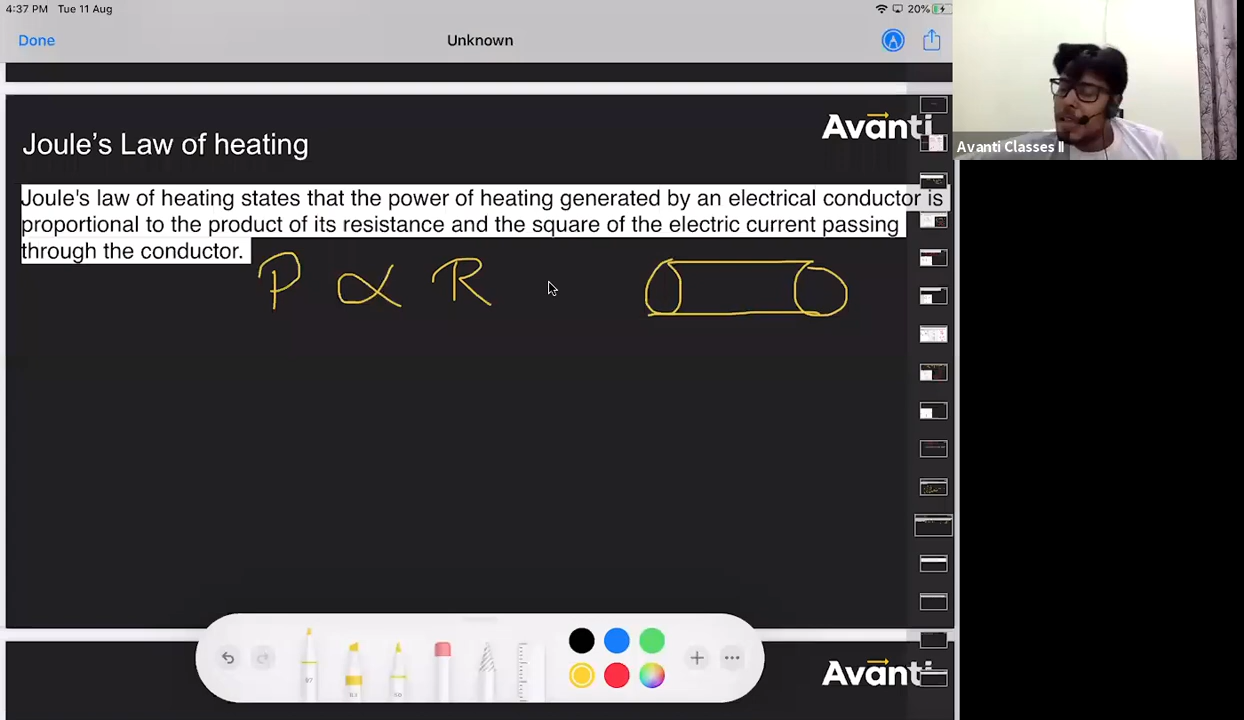 4:37 PM Tue 11 Aug
20%
Done
Unknown
Avanti
Avanti Classes II
Joule's Law of heating
Joule's law of heating states that the power of heating generated by an electrical conductor is
proportional to the product of its resistance and the square of the electric current passing
through the conductor.
P ∝ R
97
Avanti